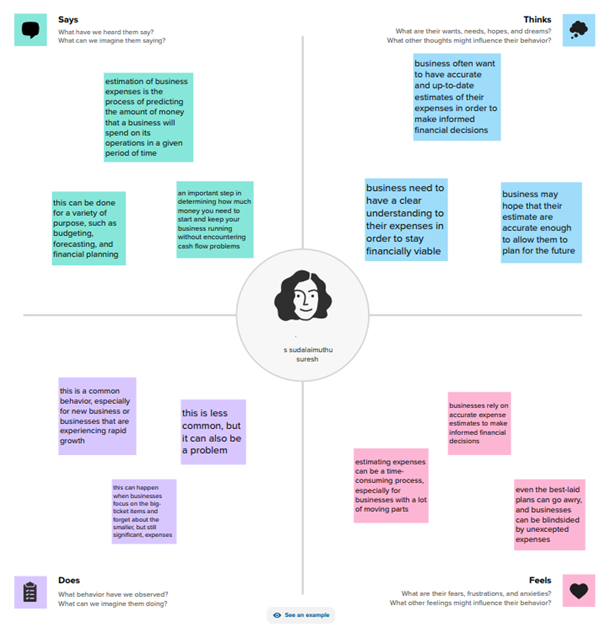 Says
What have we heard them say?
What can we imagine them saying?
Thinks
What are their wants, needs, hopes, and dreams?
What other thoughts might influence their behavior?
estimation of business
expenses is the
process of predicting
the amount of money
that a business will
spend on its
operations in a given
period of time
business often want
to have accurate
and up-to-date
estimates of their
expenses in order to
make informed
financial decisions
this can be done
for a variety of
purpose, such as
budgeting,
forecasting, and
financial planning
an important step in
determining how much
money you need to
start and keep your
business running
without encountering
cash flow problems
business need to
have a clear
understanding to
their expenses in
order to stay
financially viable
business may
hope that their
estimate are
accurate enough
to allow them to
plan for the future
s sudalaimuthu
suresh
this is a common
behavior, especially
for new business or
businesses that are
experiencing rapid
growth
this is less
common, but
it can also be
a problem
this can happen
when businesses
focus on the big-
ticket items and
forget about the
smaller, but still
significant, expenses
businesses rely on
accurate expense
estimates to make
informed financial
decisions
estimating expenses
can be a time-
consuming process,
especially for
businesses with a lot
of moving parts
even the best-laid
plans can go awry,
and businesses
can be blindsided
by unexcepted
expenses
Does
What behavior have we observed?
What can we imagine them doing?
Feels
What are their fears, frustrations, and anxieties?
What other feelings might influence their behavior?
See an example